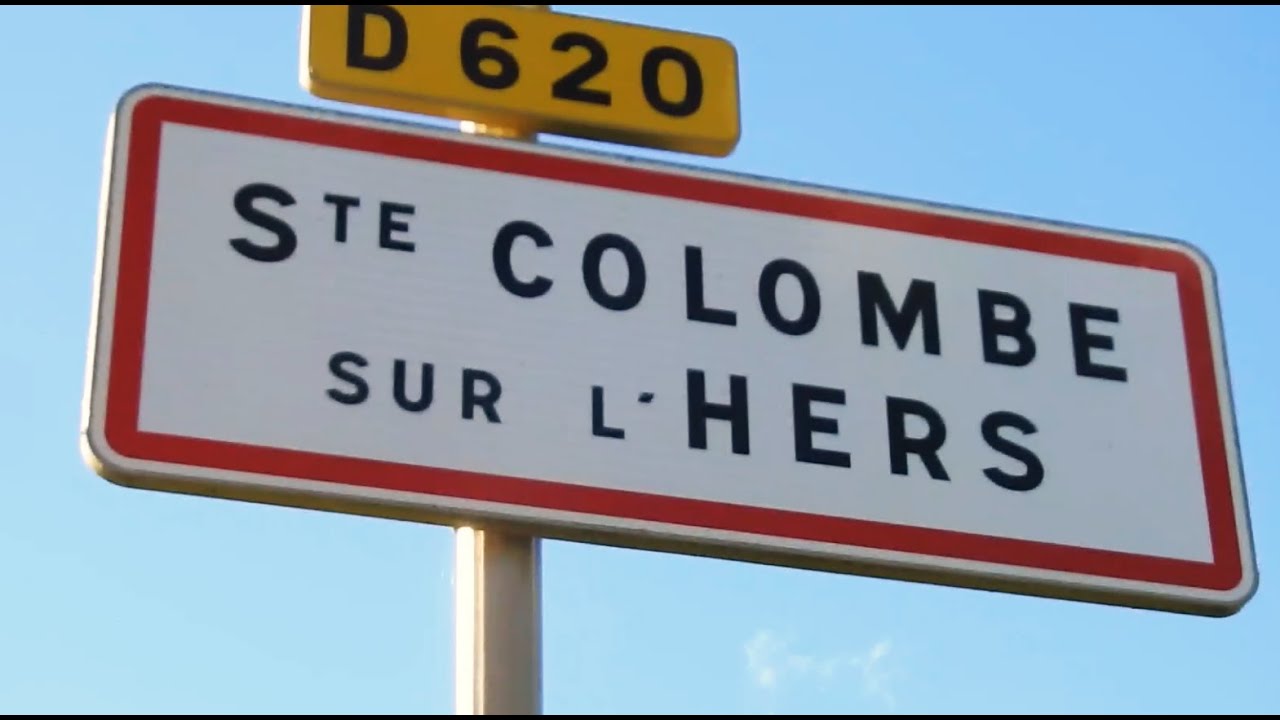 D 620
STE COLOMBE
SUR L'HERS